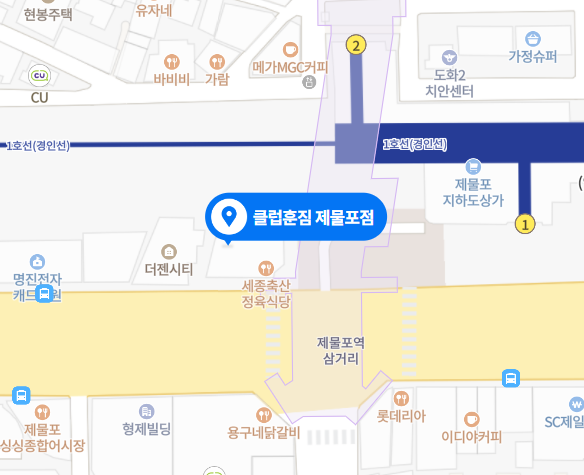 현봉주택
유자네
2
바비비
가람
메가MGC커피
가정슈퍼
도화2
치안센터
CU
CU
1호선(경인선)
1호선(경인선)
제물포
지하도상가
클럽훈짐 제물포점
1
더젠시티
명진전자
세종축산
정육식당
제물포역
삼거리
제물포
싱싱종합어시장
형제빌딩
용구네닭갈비
롯데리아
이디야커피
SC제일